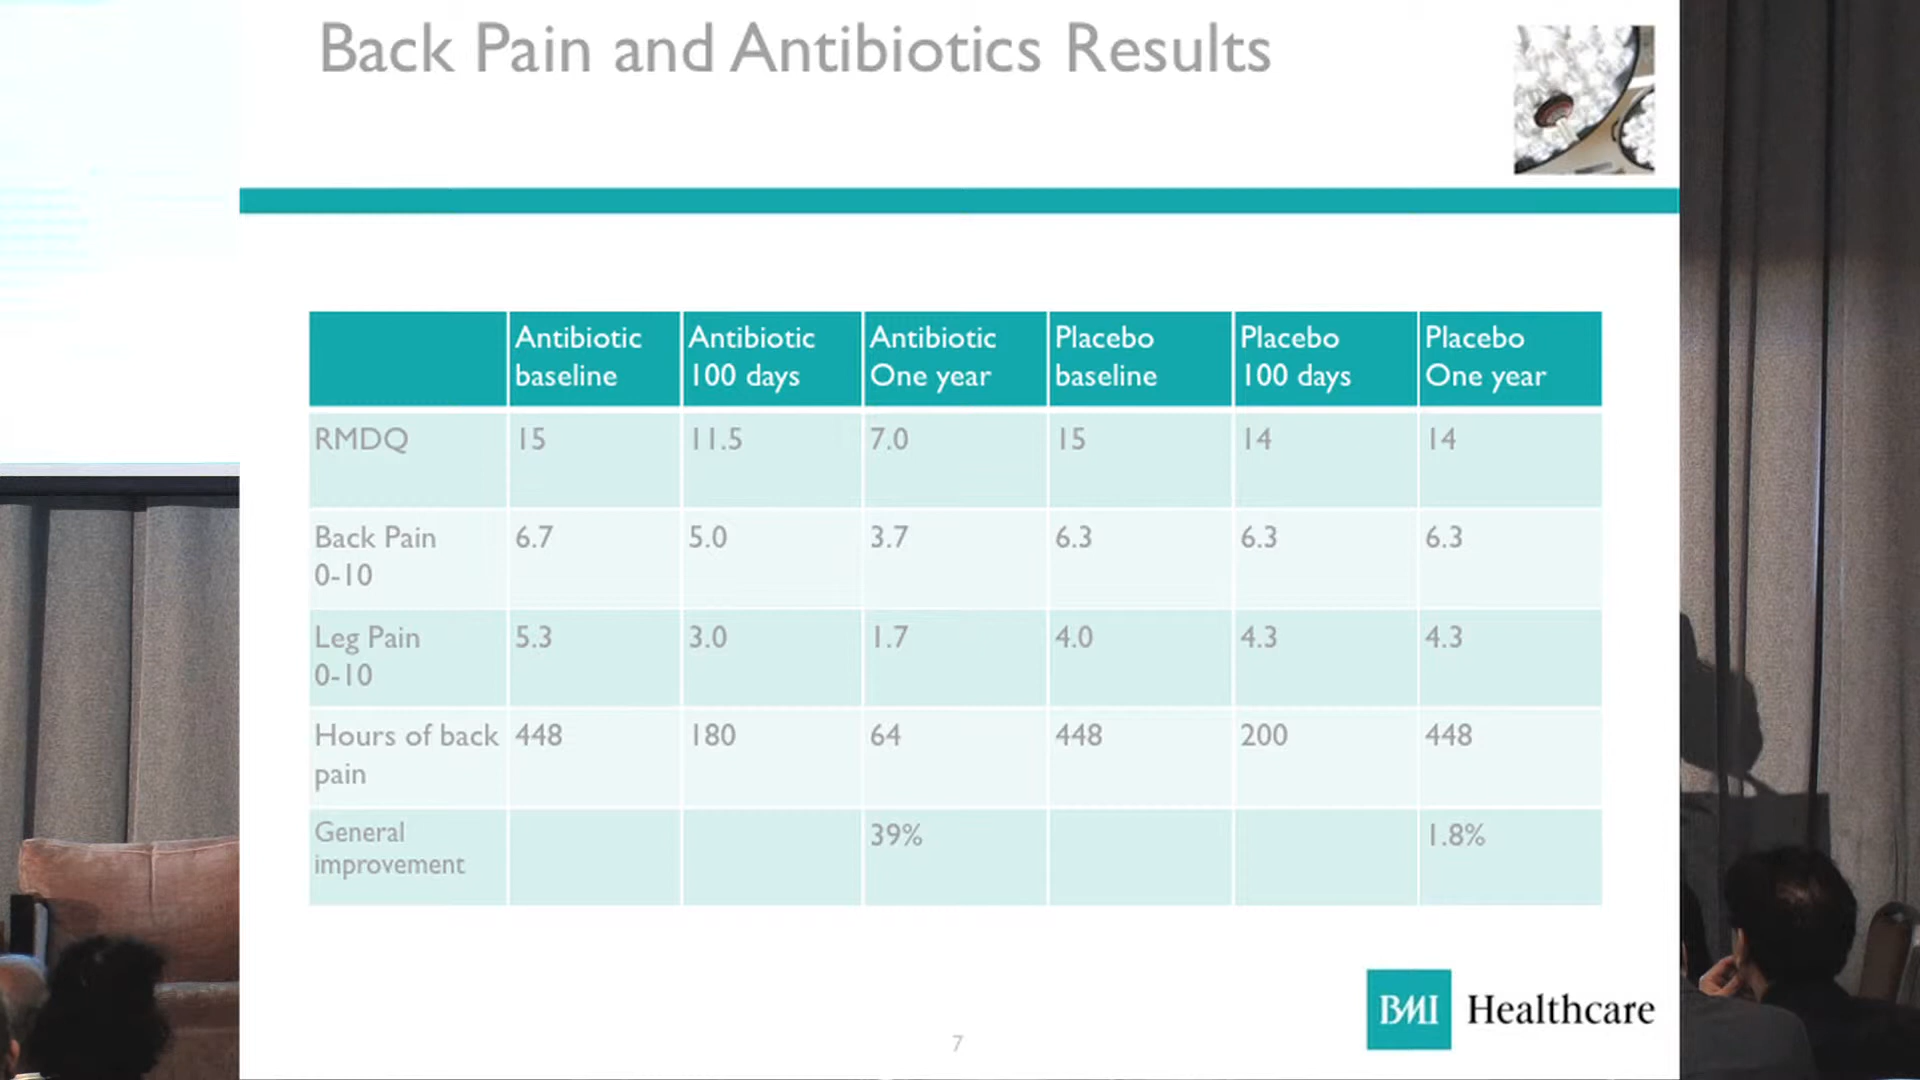 Back Pain and Antibiotics Results
Antibiotic baseline	Antibiotic 100 days	Antibiotic One year	Placebo baseline	Placebo 100 days	Placebo One year
RMDQ	15	11.5	7.0	15	14	14
Back Pain 0-10	6.7	5.0	3.7	6.3	6.3	6.3
Leg Pain 0-10	5.3	3.0	1.7	4.0	4.3	4.3
Hours of back pain	448	180	64	448	200	448
General improvement	39%	1.8%
BMI Healthcare
7